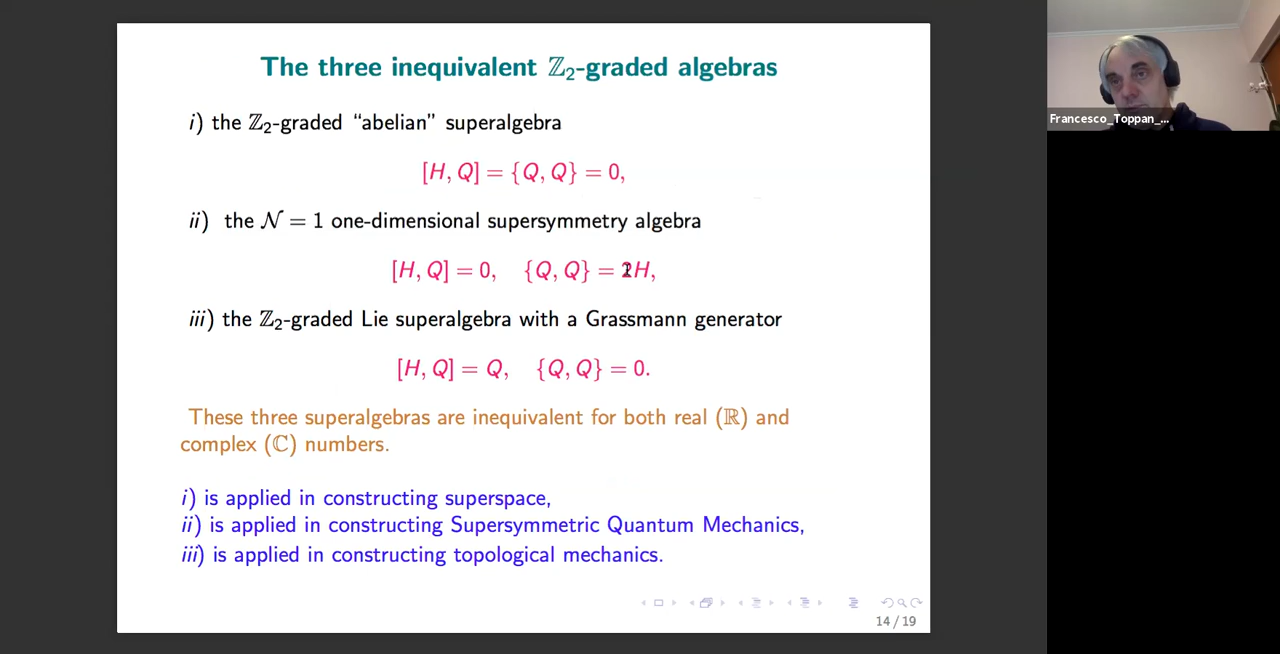 The three inequivalent ℤ₂-graded algebras
i) the ℤ₂-graded “abelian” superalgebra
[H, Q] = {Q, Q} = 0,
ii) the 𝒩 = 1 one-dimensional supersymmetry algebra
[H, Q] = 0, {Q, Q} = 2H,
iii) the ℤ₂-graded Lie superalgebra with a Grassmann generator
[H, Q] = Q, {Q, Q} = 0.
These three superalgebras are inequivalent for both real (ℝ) and
complex (ℂ) numbers.
i) is applied in constructing superspace,
ii) is applied in constructing Supersymmetric Quantum Mechanics,
iii) is applied in constructing topological mechanics.
14 / 19
Francesco_Toppan_...